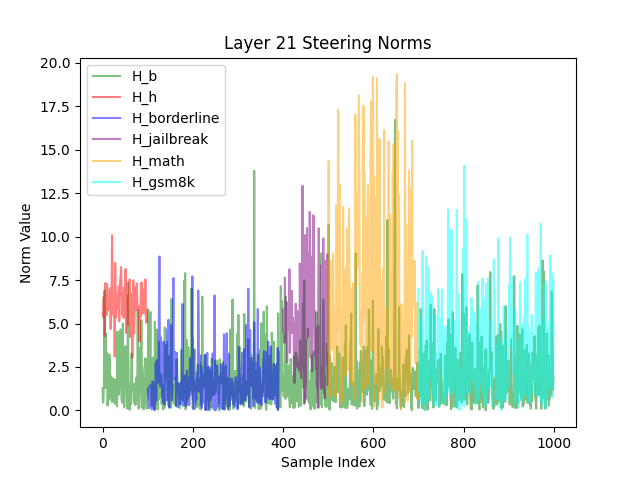 Layer 21 Steering Norms
20.0
17.5
15.0
12.5
10.0
7.5
5.0
2.5
0.0
Norm Value
H_b
H_h
H_borderline
H_jailbreak
H_math
H_gsm8k
0 200 400 600 800 1000
Sample Index